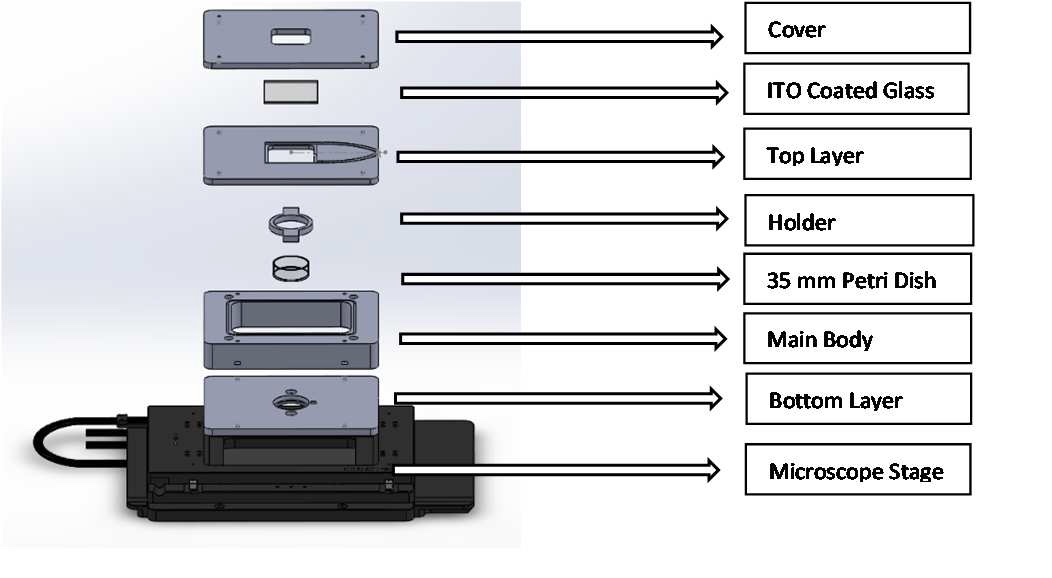 Cover
ITO Coated Glass
Top Layer
Holder
35 mm Petri Dish
Main Body
Bottom Layer
Microscope Stage